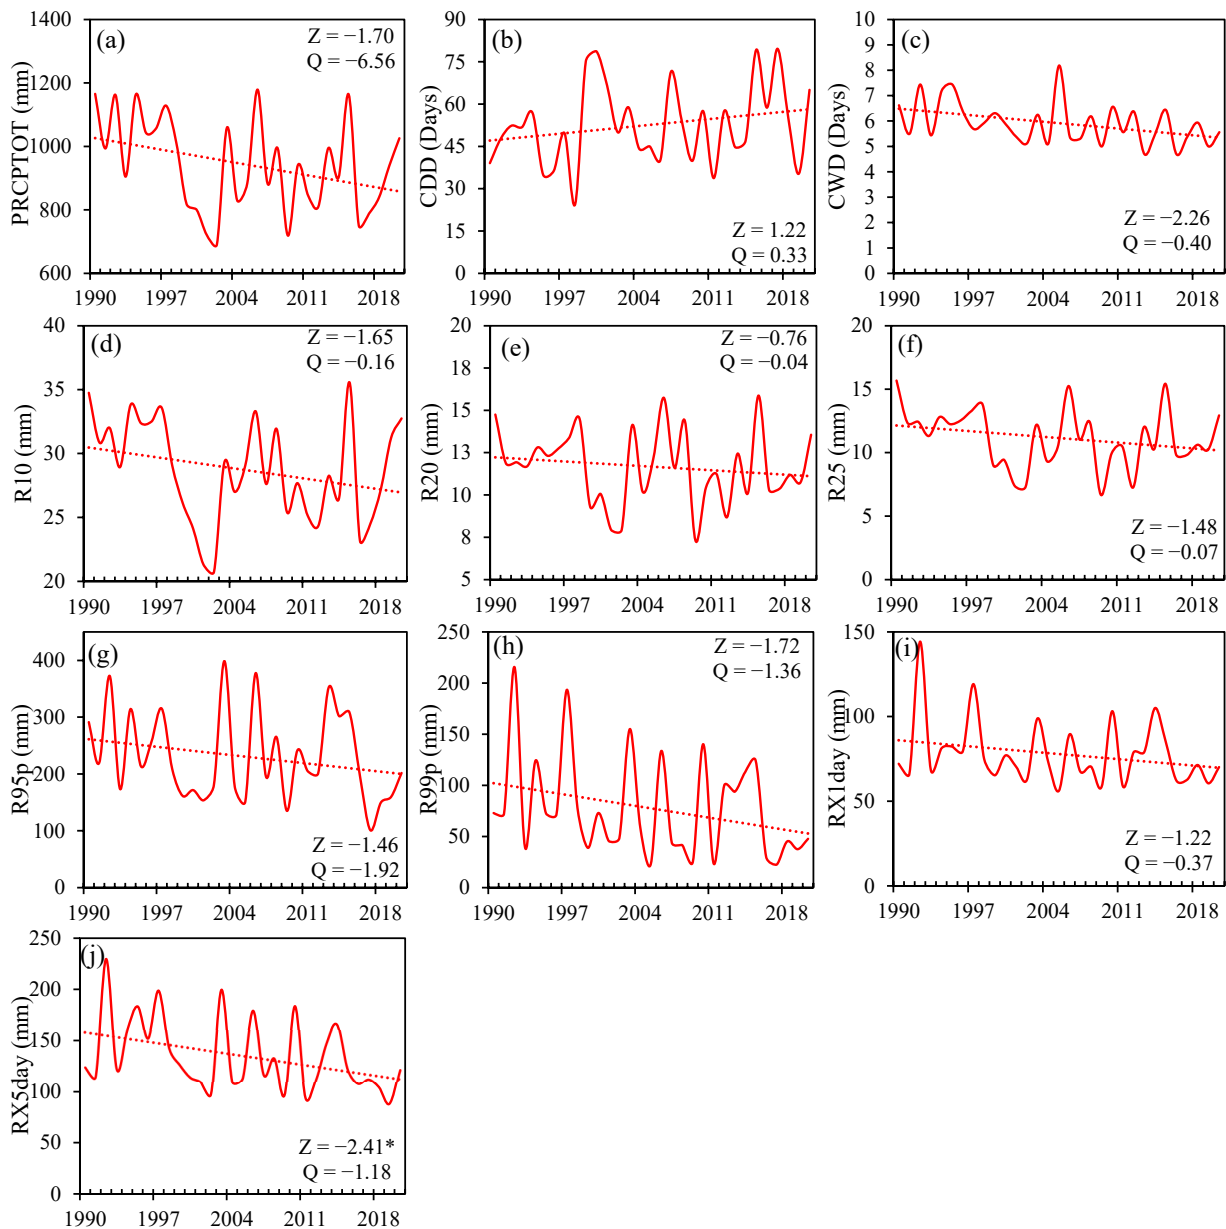 (a)
Z = −1.70
Q = −6.56
PRCPTOT (mm)
1400
1200
1000
800
600
1990 1997 2004 2011 2018
(b)
Z = 1.22
Q = 0.33
CDD (Days)
90
75
60
45
30
15
0
1990 1997 2004 2011 2018
(c)
Z = −2.26
Q = −0.40
CWD (Days)
10
9
8
7
6
5
4
3
2
1
0
1990 1997 2004 2011 2018
(d)
Z = −1.65
Q = −0.16
R10 (mm)
40
35
30
25
20
1990 1997 2004 2011 2018
(e)
Z = −0.76
Q = −0.04
R20 (mm)
20
18
15
13
10
8
5
1990 1997 2004 2011 2018
(f)
Z = −1.48
Q = −0.07
R25 (mm)
20
15
10
5
0
1990 1997 2004 2011 2018
(g)
Z = −1.46
Q = −1.92
R95p (mm)
400
300
200
100
0
1990 1997 2004 2011 2018
(h)
Z = −1.72
Q = −1.36
R99p (mm)
250
200
150
100
50
0
1990 1997 2004 2011 2018
(i)
Z = −1.22
Q = −0.37
RX1day (mm)
150
100
50
0
1990 1997 2004 2011 2018
(j)
Z = −2.41*
Q = −1.18
RX5day (mm)
250
200
150
100
50
0
1990 1997 2004 2011 2018